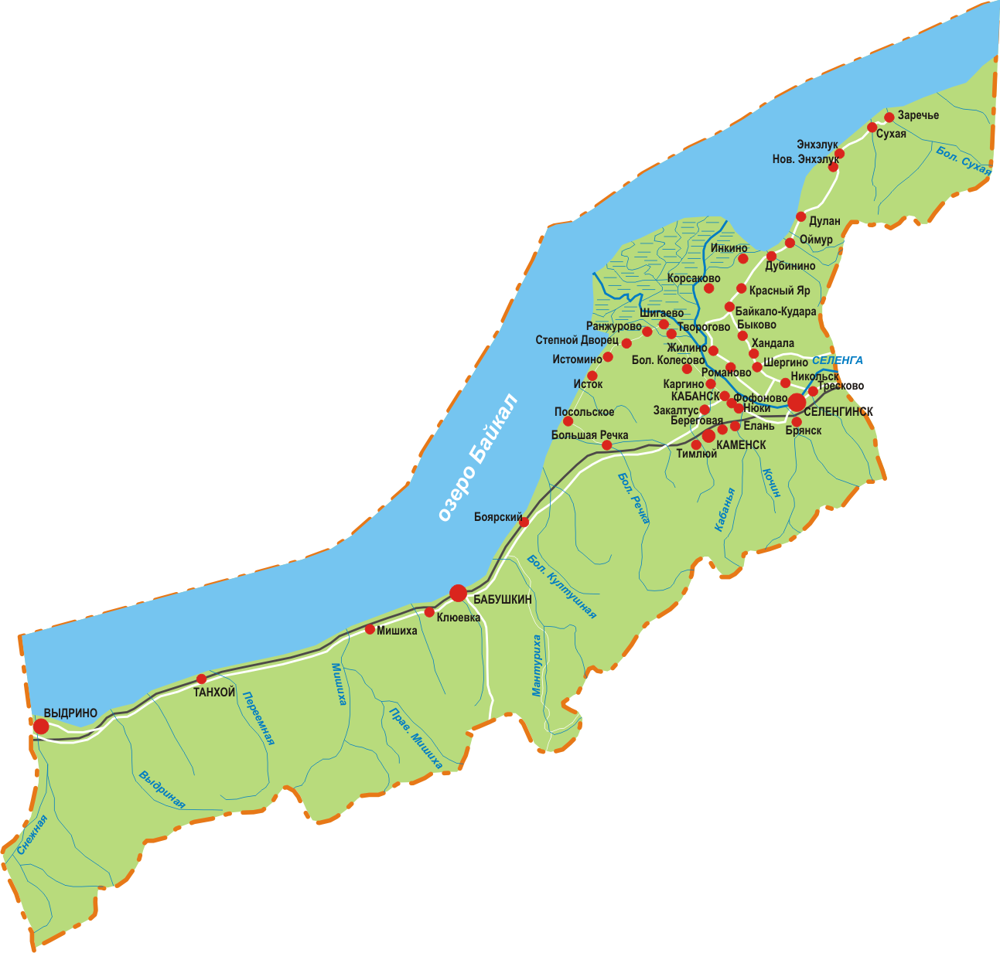 Заречье
Сухая
Энхэлук
Бол. Сухая
Нов. Энхэлук
Дулан
Оймур
Инкино
Дубинино
Корсаково
Красный Яр
Байкало-Кудара
Шигаево
Ранжурово
Творогово
Быково
Степной Дворец
Хандала
Жилино
Истомино
Бол. Колесово
Шергино
СЕЛЕНГА
Романово
Никольск
Исток
Каргино
Тресково
КАБАНСК
Фофоново
Закалтус
Нюки
СЕЛЕНГИНСК
Посольское
Береговая
Елань
Брянск
Большая Речка
КАМЕНСК
Тимлюй
озеро Байкал
Бол. Речка
Кабанья
Кочин
Боярский
Бол. Култушная
БАБУШКИН
Клюевка
Мишиха
Мантуриха
Мишиха
ТАНХОЙ
Переемная
Прав. Мишиха
ВЫДРИНО
Выдриная
Снежная